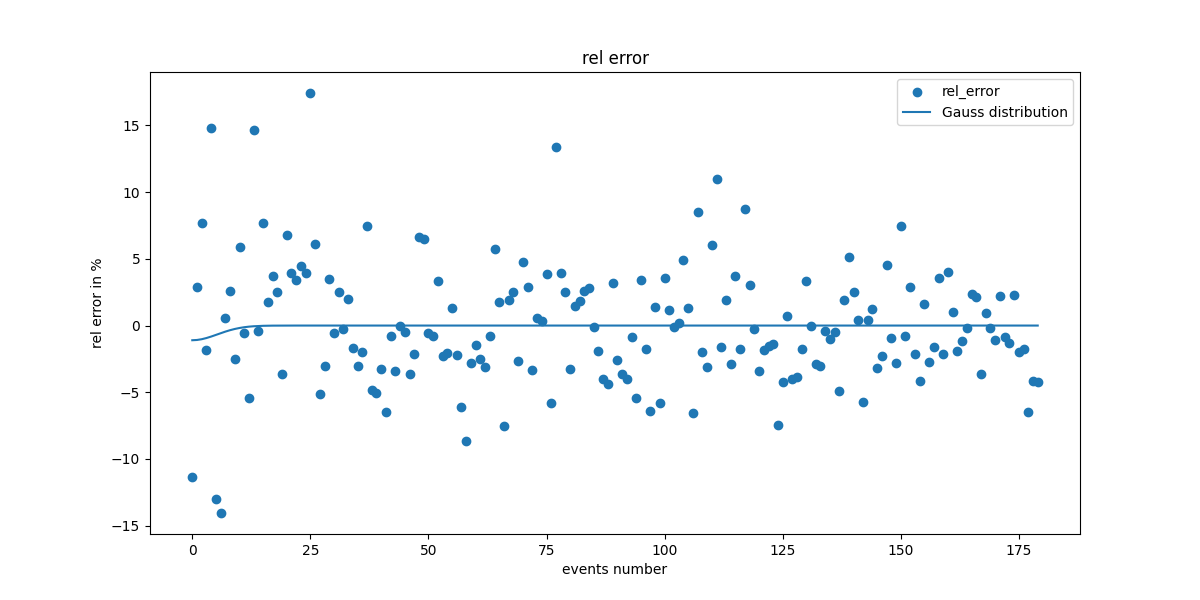 rel error
rel_error
Gauss distribution
15
10
5
0
−5
−10
−15
rel error in %
0 25 50 75 100 125 150 175
events number